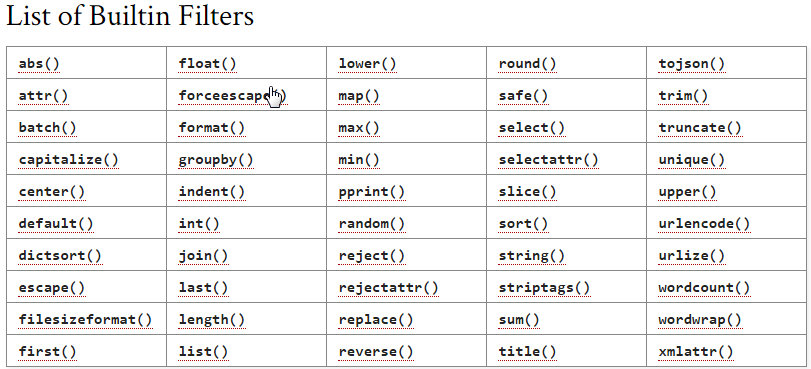 List of Builtin Filters
abs() float() lower() round() tojson()
attr() forceescape() map() safe() trim()
batch() format() max() select() truncate()
capitalize() groupby() min() selectattr() unique()
center() indent() pprint() slice() upper()
default() int() random() sort() urlencode()
dictsort() join() reject() string() urlize()
escape() last() rejectattr() striptags() wordcount()
filesizeformat() length() replace() sum() wordwrap()
first() list() reverse() title() xmlattr()